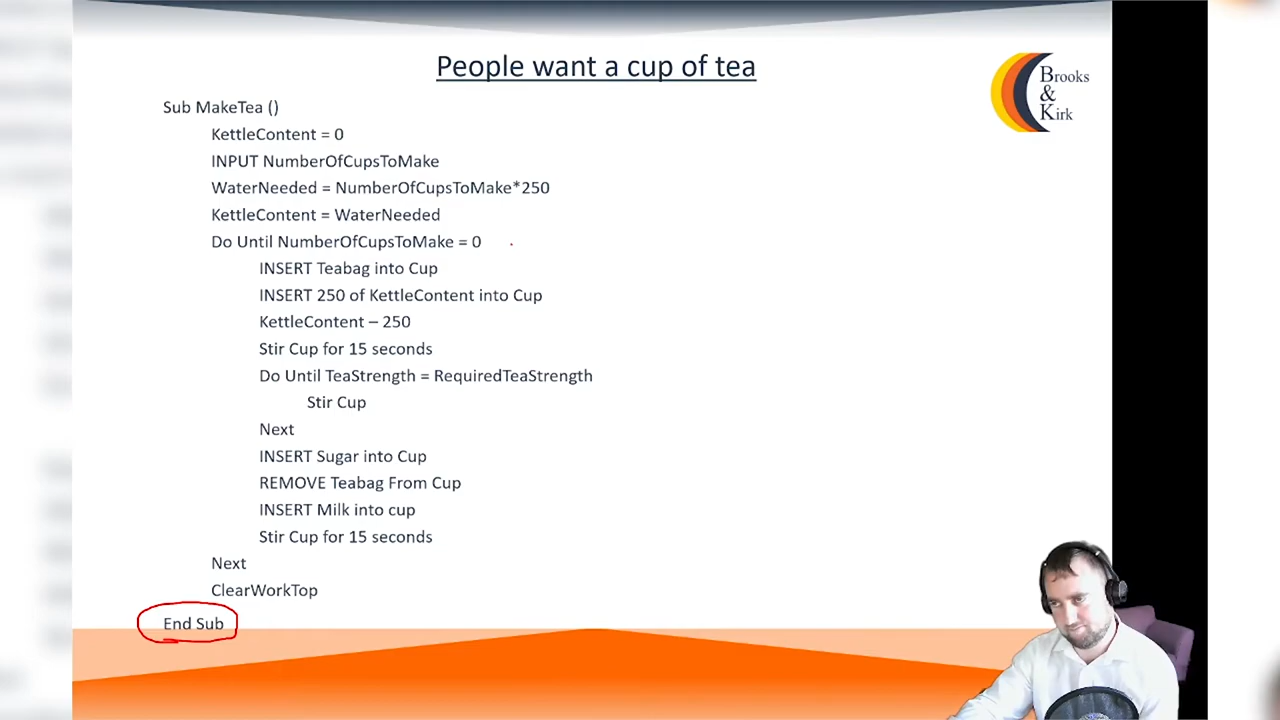 People want a cup of tea
Brooks
&
Kirk
Sub MakeTea ()
KettleContent = 0
INPUT NumberOfCupsToMake
WaterNeeded = NumberOfCupsToMake*250
KettleContent = WaterNeeded
Do Until NumberOfCupsToMake = 0
INSERT Teabag into Cup
INSERT 250 of KettleContent into Cup
KettleContent – 250
Stir Cup for 15 seconds
Do Until TeaStrength = RequiredTeaStrength
Stir Cup
Next
INSERT Sugar into Cup
REMOVE Teabag From Cup
INSERT Milk into cup
Stir Cup for 15 seconds
Next
ClearWorkTop
End Sub